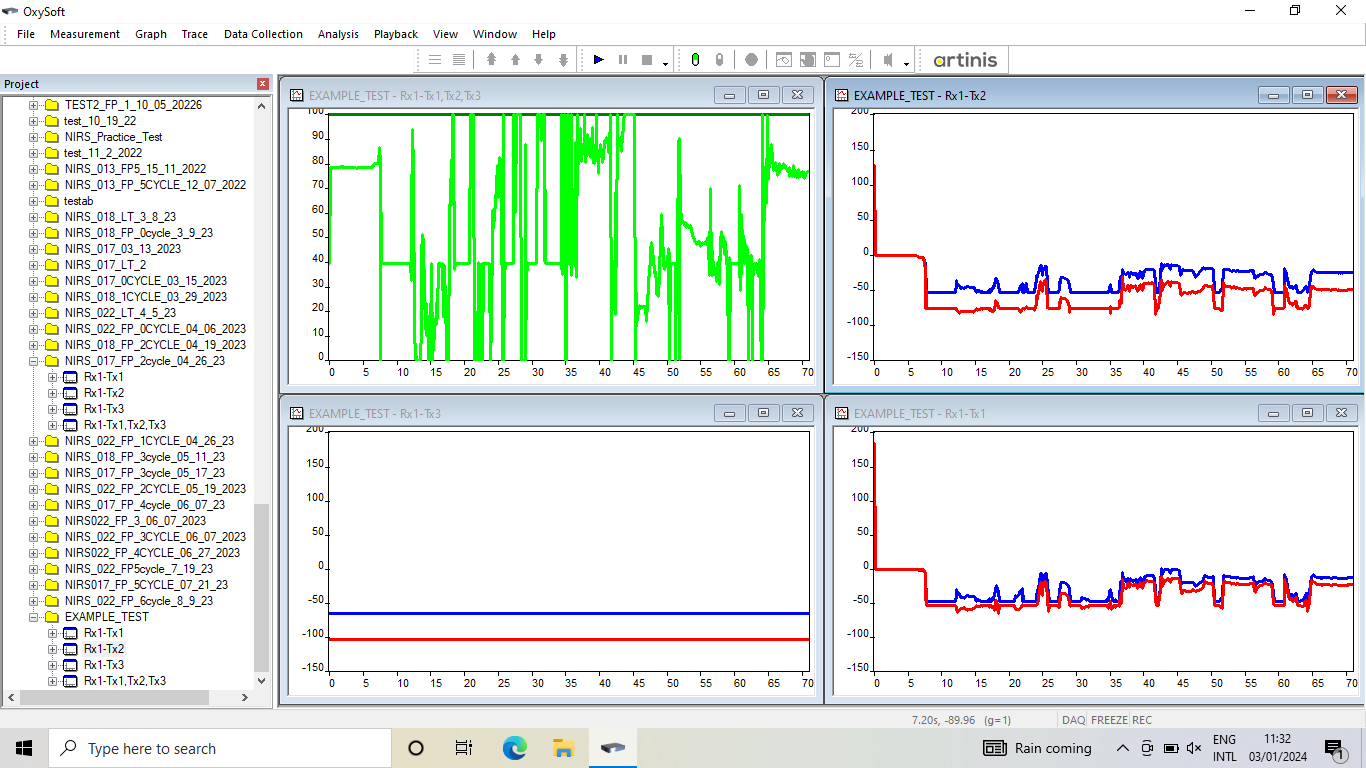 OxySoft
File Measurement Graph Trace Data Collection Analysis Playback View Window Help
artinis
Project
TEST2_FP_1_10_05_20226
test_10_19_22
NIRS_Practice_Test
test_11_2_2022
NIRS_013_FP5_15_11_2022
NIRS_013_FP_5CYCLE_12_07_2022
testab
NIRS_018_LT_3_8_23
NIRS_018_FP_0cycle_3_9_23
NIRS_017_03_13_2023
NIRS_017_LT_2
NIRS_017_0CYCLE_03_15_2023
NIRS_018_1CYCLE_03_29_2023
NIRS_022_LT_4_5_23
NIRS_022_FP_0CYCLE_04_06_2023
NIRS_018_FP_2CYCLE_04_19_2023
NIRS_017_FP_2cycle_04_26_23
Rx1-Tx1
Rx1-Tx2
Rx1-Tx3
Rx1-Tx1,Tx2,Tx3
NIRS_022_FP_1CYCLE_04_26_23
NIRS_018_FP_3cycle_05_11_23
NIRS_017_FP_3cycle_05_17_23
NIRS_022_FP_2CYCLE_05_19_2023
NIRS_017_FP_4cycle_06_07_23
NIRS022_FP_3_06_07_2023
NIRS_022_FP_3CYCLE_06_07_2023
NIRS022_FP_4CYCLE_06_27_2023
NIRS_022_FP5cycle_7_19_23
NIRS017_FP_5CYCLE_07_21_23
NIRS_022_FP_6cycle_8_9_23
EXAMPLE_TEST
Rx1-Tx1
Rx1-Tx2
Rx1-Tx3
Rx1-Tx1,Tx2,Tx3
EXAMPLE_TEST - Rx1-Tx1,Tx2,Tx3
100
90
80
70
60
50
40
30
20
10
0
0 5 10 15 20 25 30 35 40 45 50 55 60 65 70
EXAMPLE_TEST - Rx1-Tx2
200
150
100
50
0
-50
-100
-150
0 5 10 15 20 25 30 35 40 45 50 55 60 65 70
EXAMPLE_TEST - Rx1-Tx3
200
150
100
50
0
-50
-100
-150
0 5 10 15 20 25 30 35 40 45 50 55 60 65 70
EXAMPLE_TEST - Rx1-Tx1
200
150
100
50
0
-50
-100
-150
0 5 10 15 20 25 30 35 40 45 50 55 60 65 70
7.20s, -89.96 (g=1) DAQ FREEZE REC
Type here to search
Rain coming
ENG
INTL
11:32
03/01/2024
1